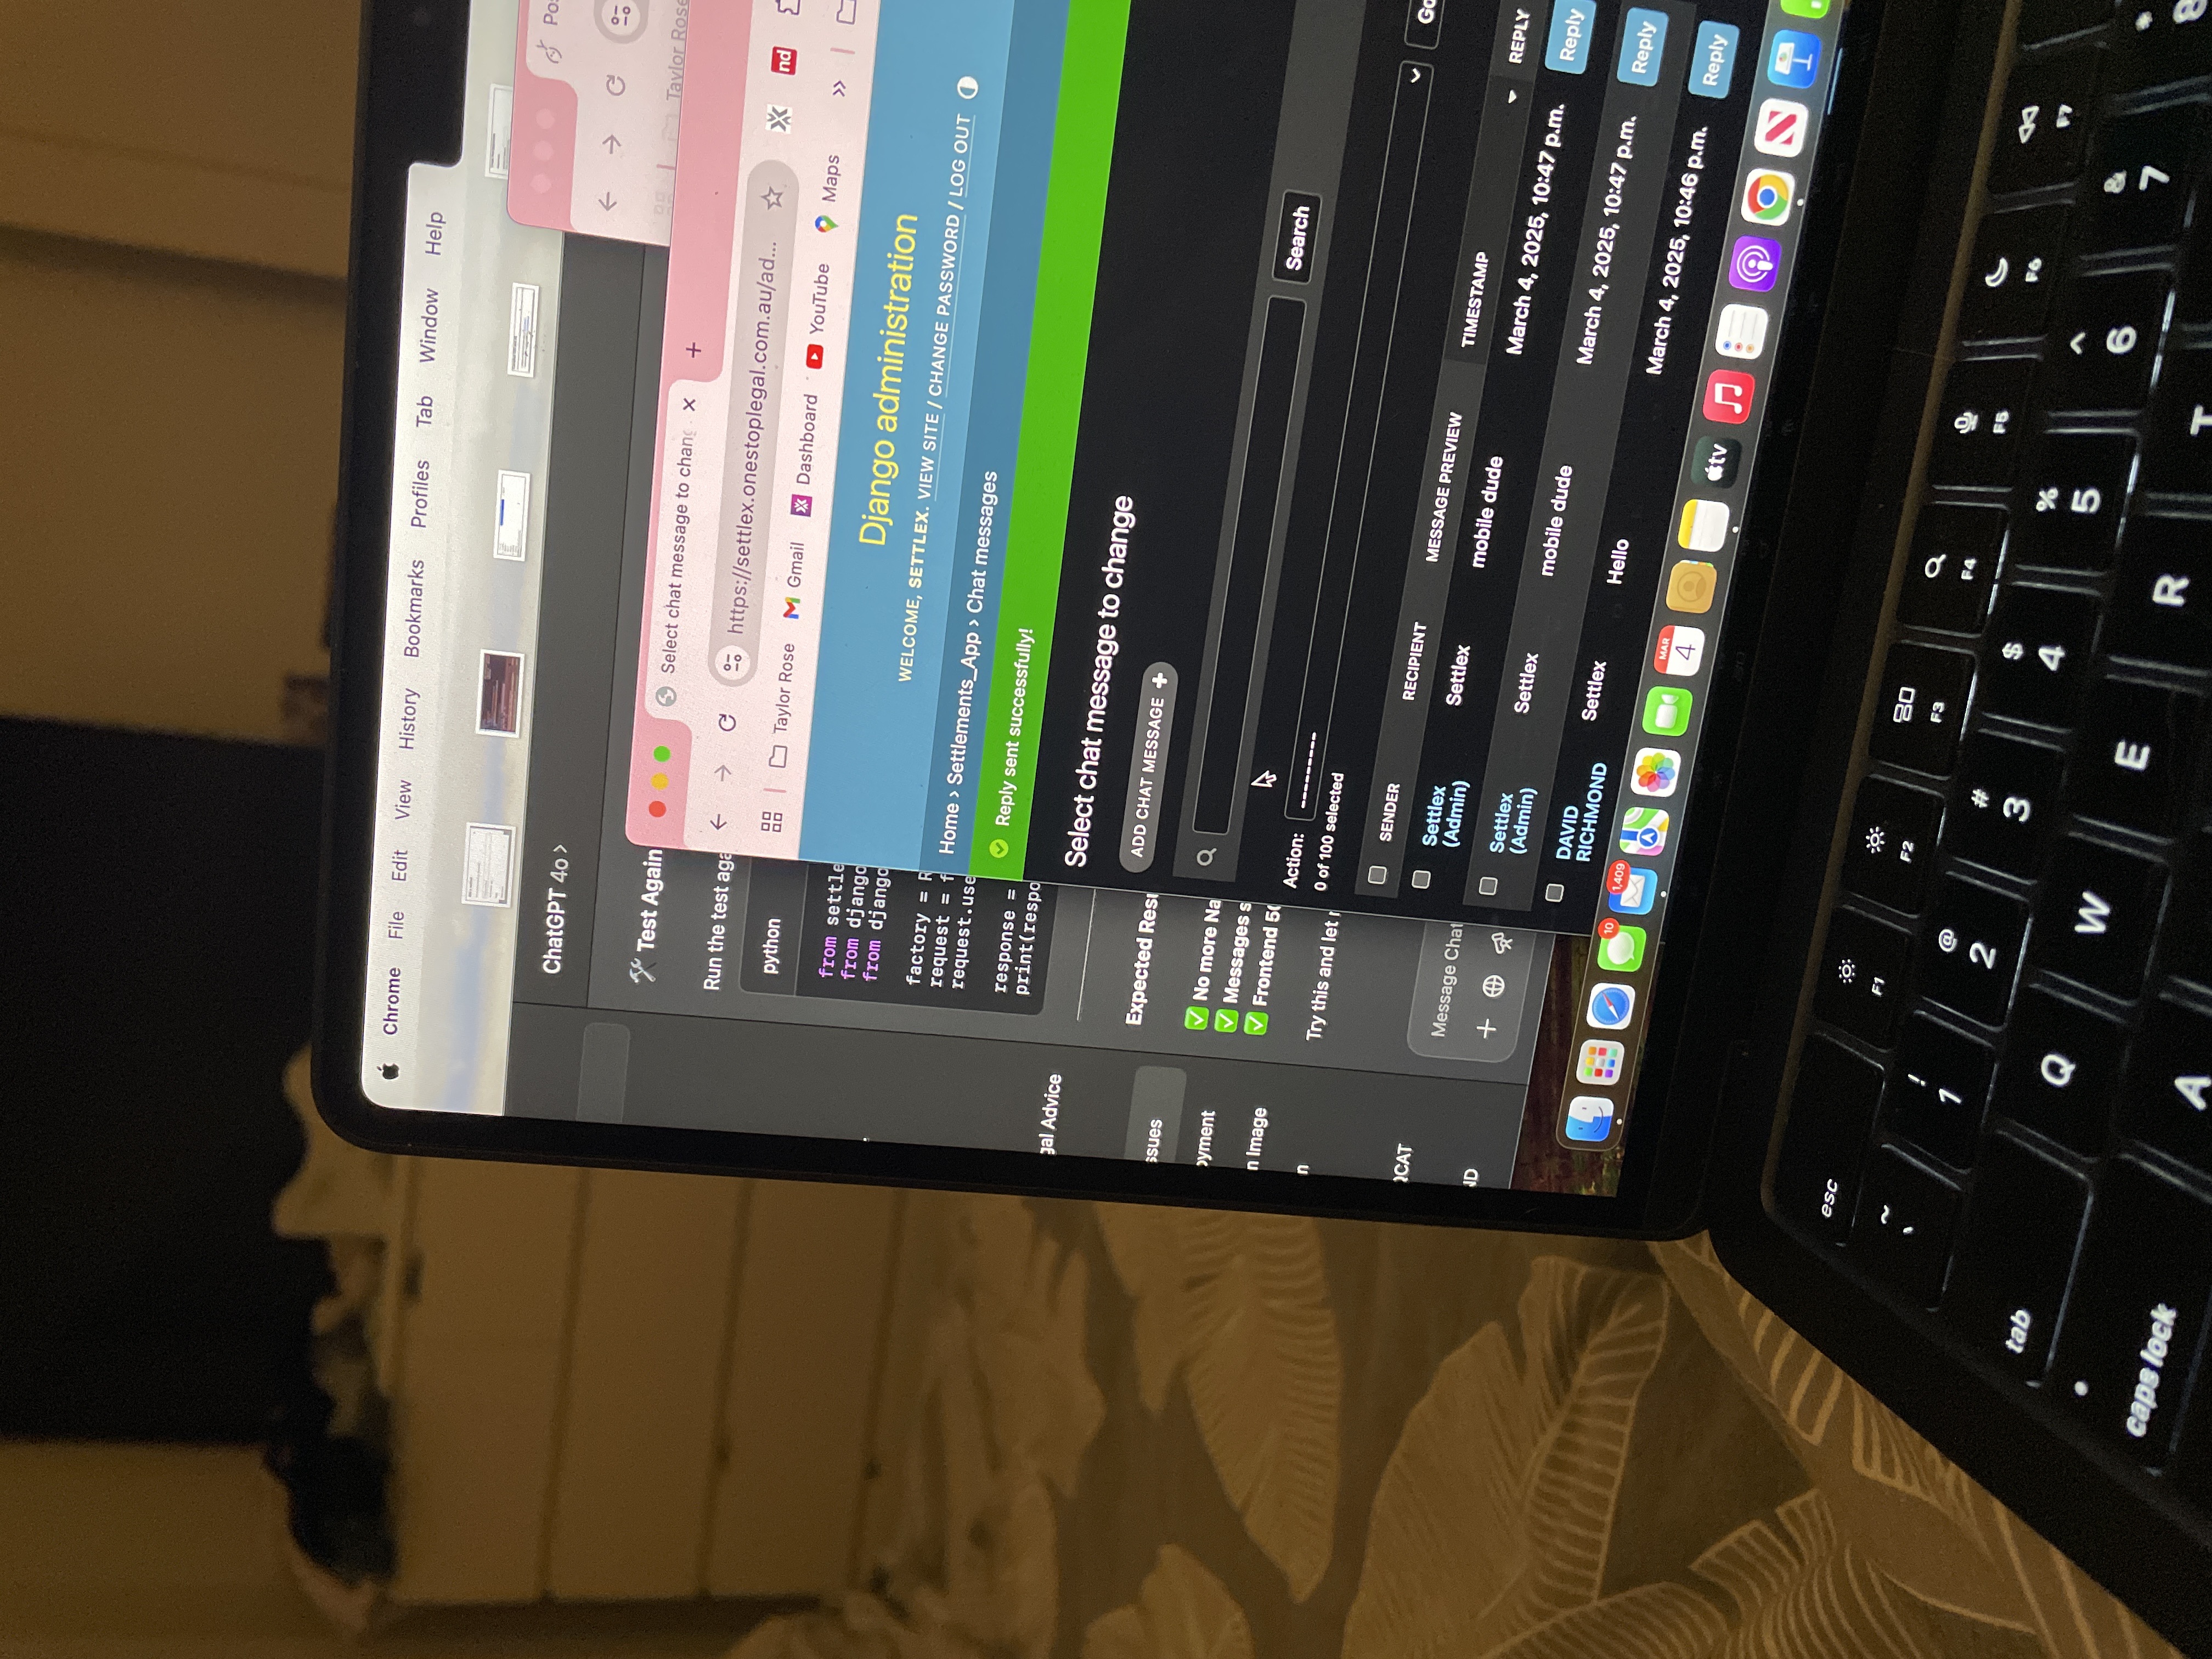 Chrome File Edit View History Bookmarks Profiles Tab Window Help
ChatGPT 4o >
🛠 Test Again
Run the test aga
python
from settle
from django
from django
factory = R
request = f
request.use
response =
print(respo
Expected Resu
✅ No more Na
✅ Messages s
✅ Frontend 50
Try this and let
Message Chat
gal Advice
ssues
oyment
n Image
n
QCAT
ND
Pos
Taylor Rose
Select chat message to chang
https://settlex.onestoplegal.com.au/ad...
nd
Taylor Rose Gmail Dashboard YouTube Maps
Django administration
WELCOME, SETTLEX. VIEW SITE / CHANGE PASSWORD / LOG OUT
Home › Settlements_App › Chat messages
Reply sent successfully!
Select chat message to change
ADD CHAT MESSAGE +
Search
Action: ---------
Go
0 of 100 selected
SENDER RECIPIENT MESSAGE PREVIEW TIMESTAMP REPLY
Settlex (Admin) Settlex mobile dude March 4, 2025, 10:47 p.m. Reply
Settlex (Admin) Settlex mobile dude March 4, 2025, 10:47 p.m. Reply
DAVID RICHMOND Settlex Hello March 4, 2025, 10:46 p.m. Reply
10
1,409
MAR
4
tv
esc F1 F2 F3 F4 F5 F6 F7
~ ! @ # $ % ^ & *
` 1 2 3 4 5 6 7 8
tab Q W E R T
caps lock A